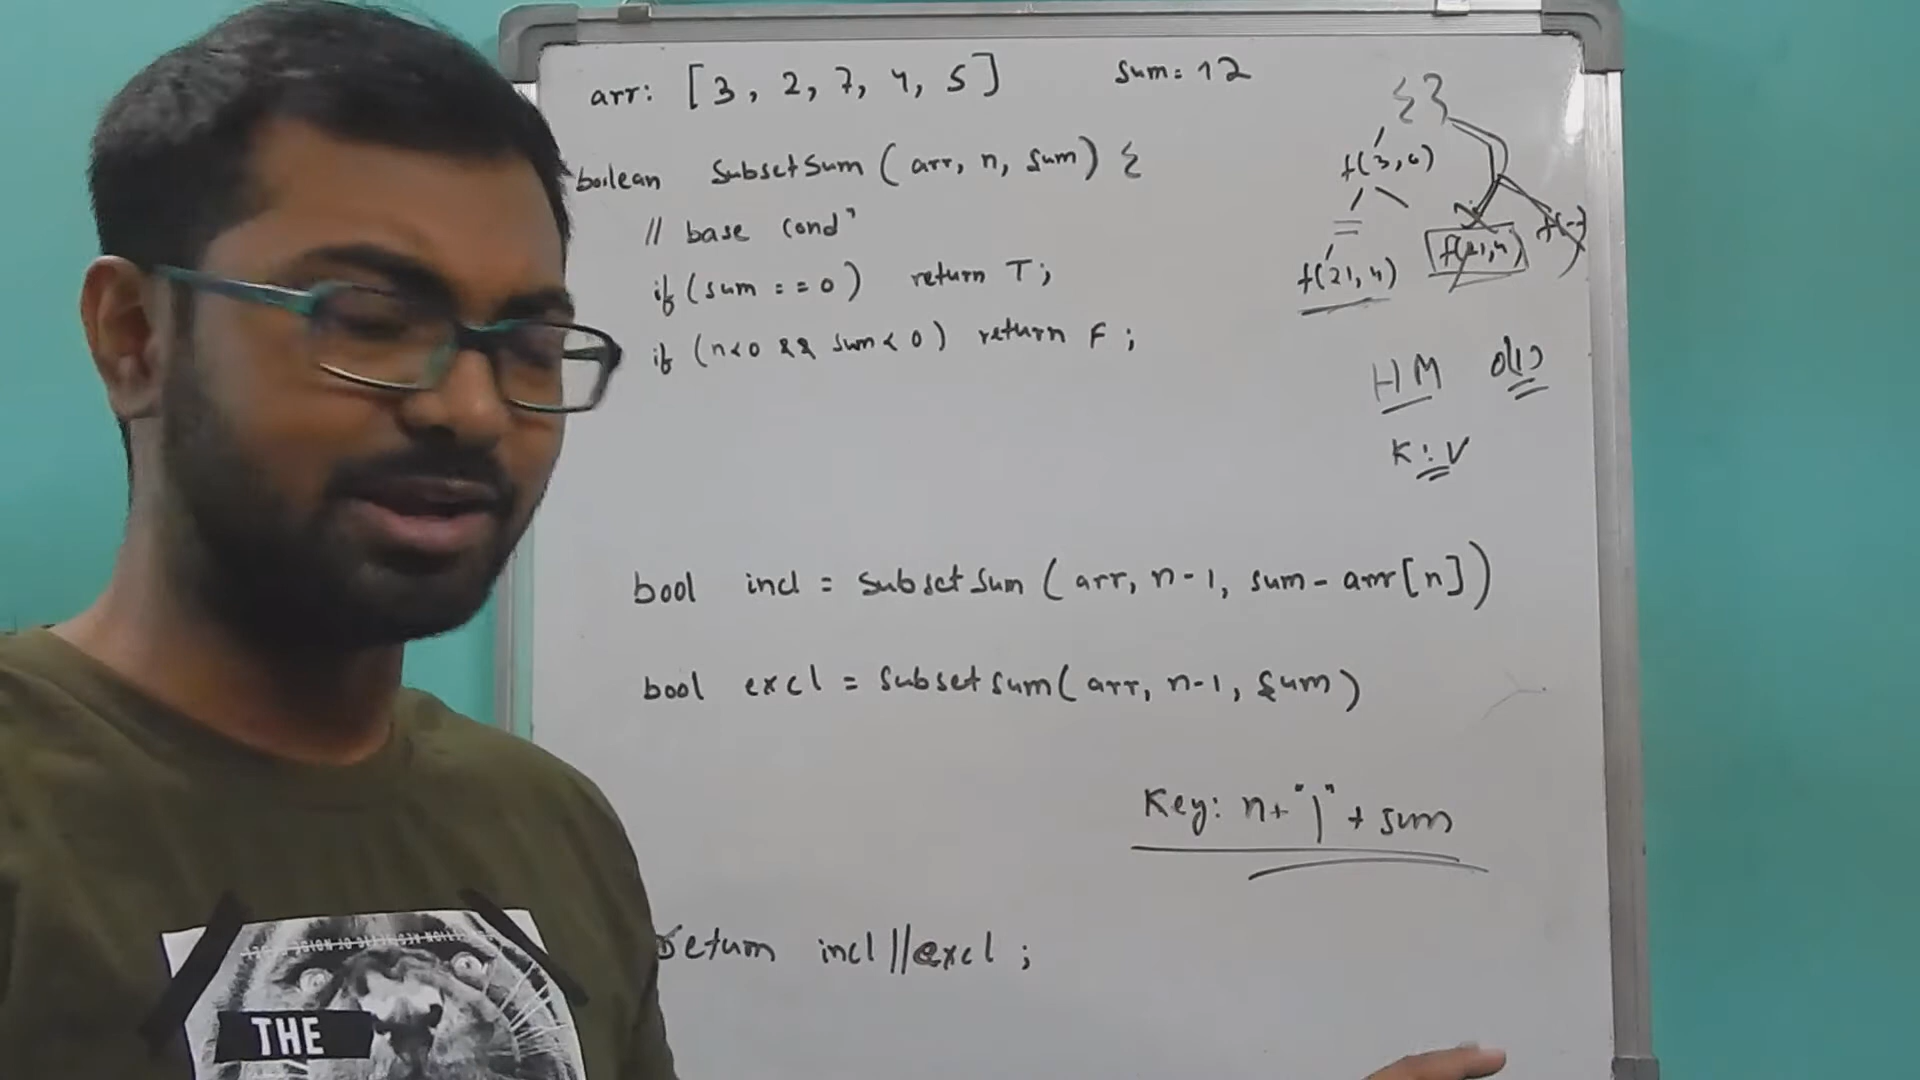 arr: [3, 2, 7, 4, 5] sum = 12
boolean SubsetSum (arr, n, sum) {
// base condⁿ
if (sum == 0) return T;
if (n<0 && sum<0) return F;
bool incl = subsetsum (arr, n-1, sum - arr[n])
bool excl = subsetsum(arr, n-1, sum)
Key: n+"|"+sum
return incl||excl;
{}
f(3,0)
f(21,4)
f(21,4)
HM O(1)
K:V
THE